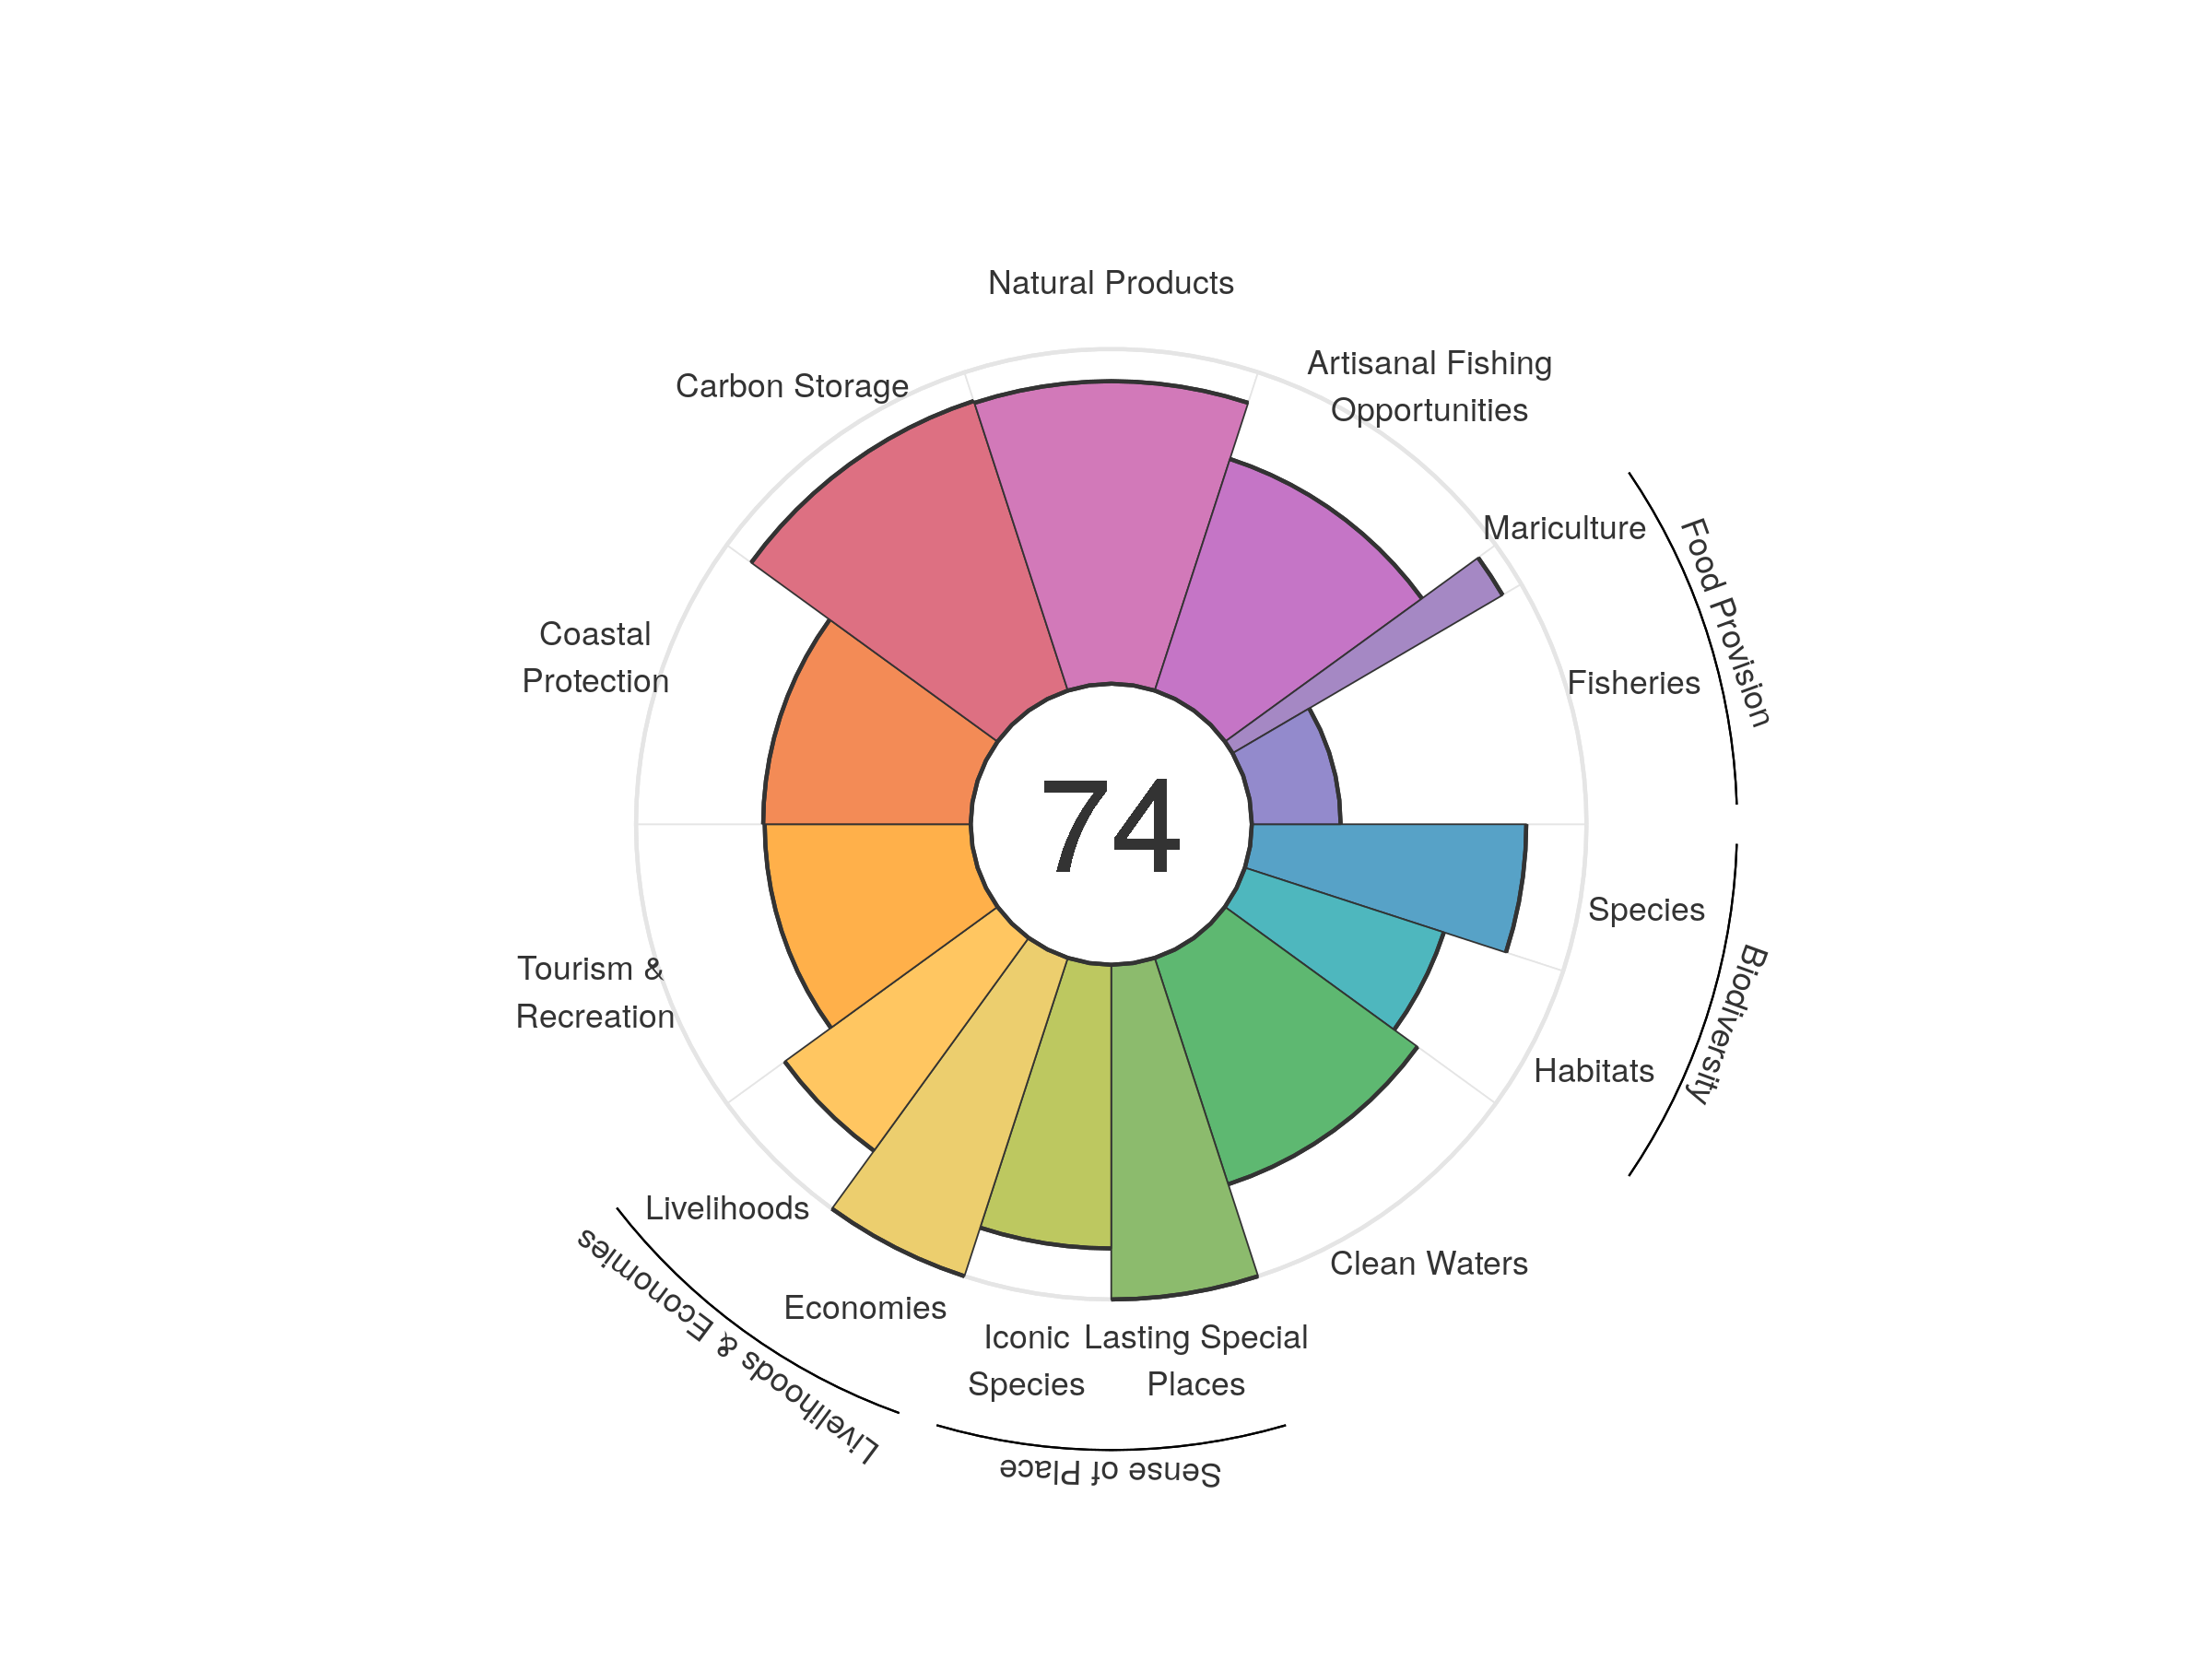 Natural Products
Artisanal Fishing
Opportunities
Carbon Storage
Mariculture
Food Provision
Coastal
Protection
Fisheries
74
Species
Biodiversity
Tourism &
Recreation
Habitats
Livelihoods
Livelihoods & Economies
Clean Waters
Economies
Iconic
Species
Lasting Special
Places
Sense of Place